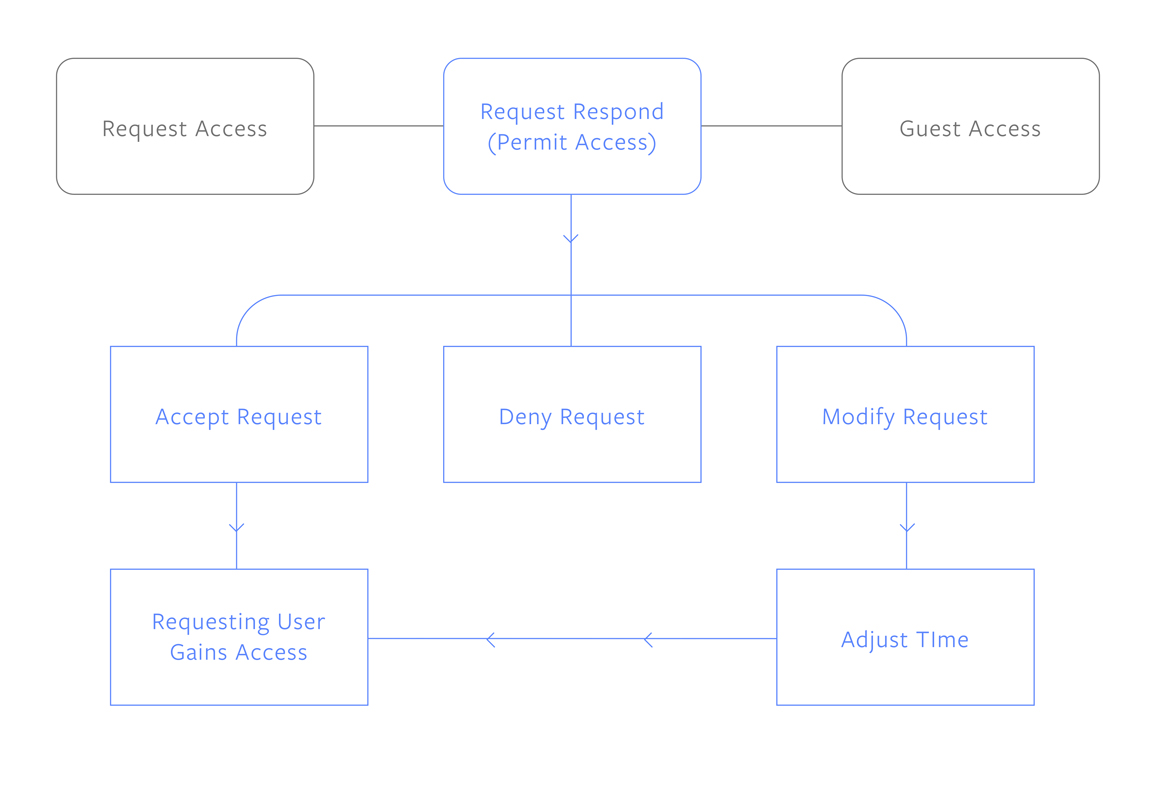 Request Access
Request Respond
(Permit Access)
Guest Access
Accept Request
Deny Request
Modify Request
Requesting User
Gains Access
Adjust TIme